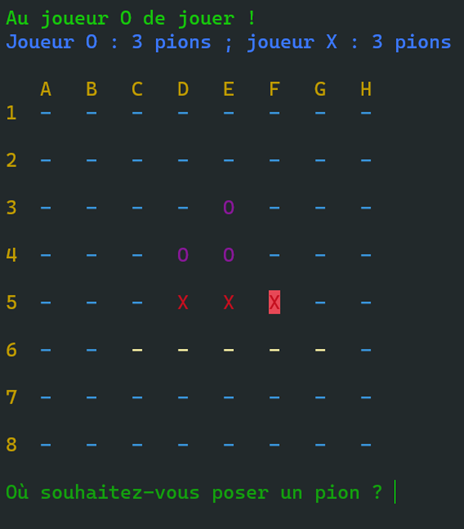 Au joueur O de jouer !
Joueur O : 3 pions ; joueur X : 3 pions
A B C D E F G H
1 - - - - - - - -
2 - - - - - - - -
3 - - - - O - - -
4 - - - O O - - -
5 - - - X X X - -
6 - - - - - - - -
7 - - - - - - - -
8 - - - - - - - -
Où souhaitez-vous poser un pion ?